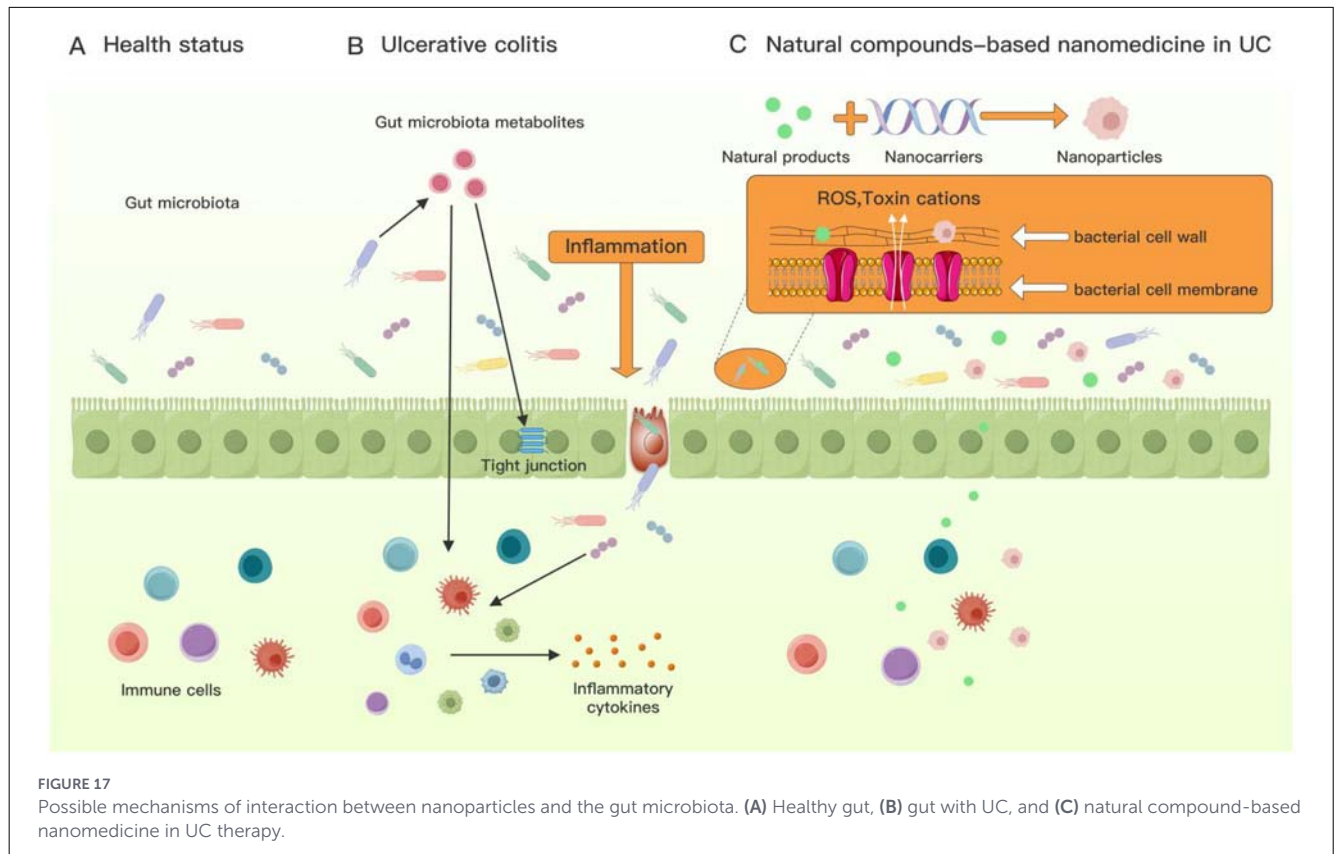 A Health status
B Ulcerative colitis
C Natural compounds-based nanomedicine in UC
Gut microbiota metabolites
Gut microbiota
Natural products
Nanocarriers
Nanoparticles
ROS,Toxin cations
bacterial cell wall
bacterial cell membrane
Inflammation
Tight junction
Immune cells
Inflammatory
cytokines
FIGURE 17
Possible mechanisms of interaction between nanoparticles and the gut microbiota. (A) Healthy gut, (B) gut with UC, and (C) natural compound-based
nanomedicine in UC therapy.